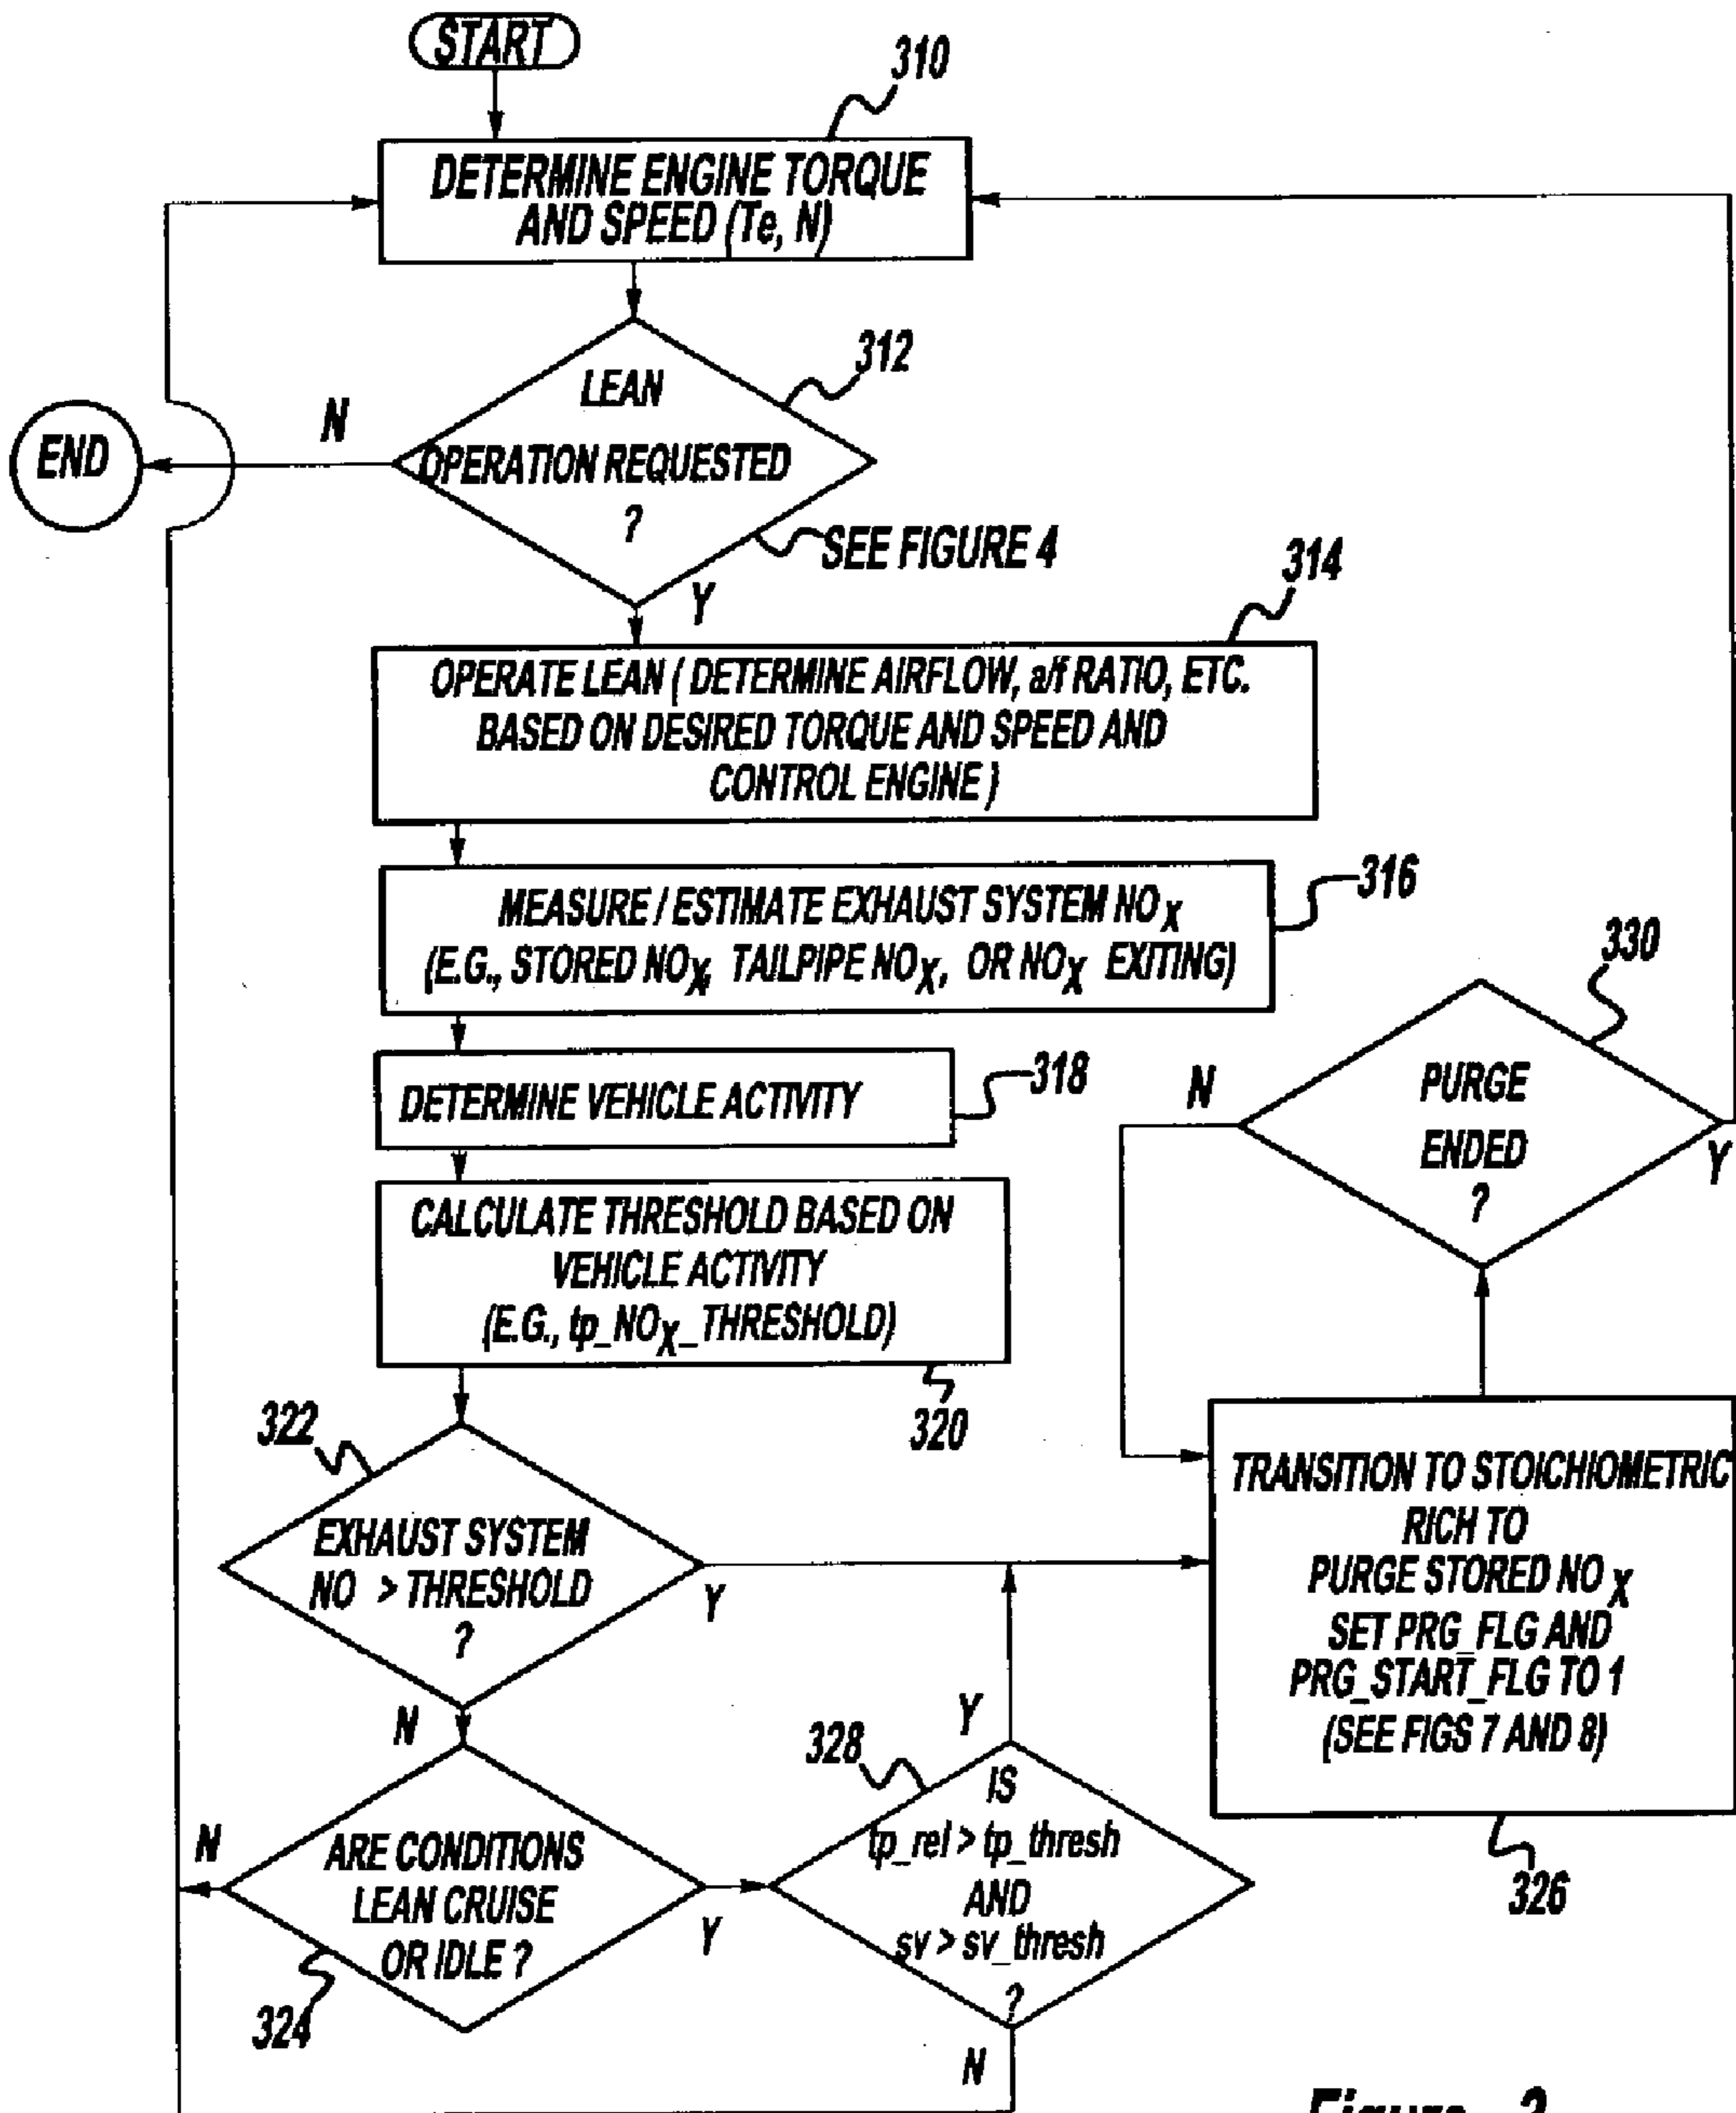 START
310
DETERMINE ENGINE TORQUE
AND SPEED (Te, N)
312
LEAN
OPERATION REQUESTED
?
N
END
SEE FIGURE 4
Y
314
OPERATE LEAN ( DETERMINE AIRFLOW, a/f RATIO, ETC.
BASED ON DESIRED TORQUE AND SPEED AND
CONTROL ENGINE )
316
MEASURE / ESTIMATE EXHAUST SYSTEM NOX
(E.G., STORED NOX, TAILPIPE NOX, OR NOX EXITING)
318
DETERMINE VEHICLE ACTIVITY
CALCULATE THRESHOLD BASED ON
VEHICLE ACTIVITY
(E.G., tp_NOX_THRESHOLD)
320
322
EXHAUST SYSTEM
NO > THRESHOLD
?
Y
N
ARE CONDITIONS
LEAN CRUISE
OR IDLE ?
N
Y
324
328
IS
tp_rel > tp_thresh
AND
sv > sv_thresh
?
Y
N
330
PURGE
ENDED
?
N
Y
TRANSITION TO STOICHIOMETRIC
RICH TO
PURGE STORED NOX
SET PRG_FLG AND
PRG_START_FLG TO 1
(SEE FIGS 7 AND 8)
326
Figure